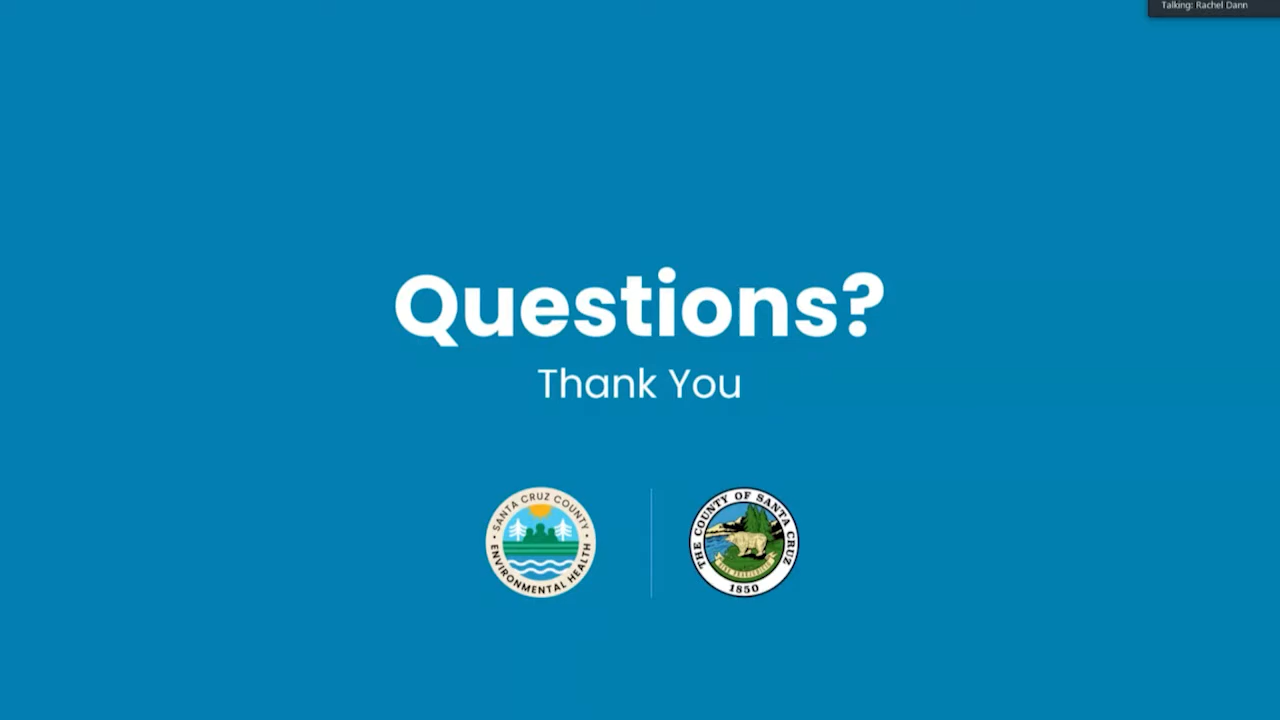 Talking: Rachel Dann
Questions?
Thank You
• SANTA CRUZ COUNTY •
ENVIRONMENTAL HEALTH
THE COUNTY OF SANTA CRUZ
1850